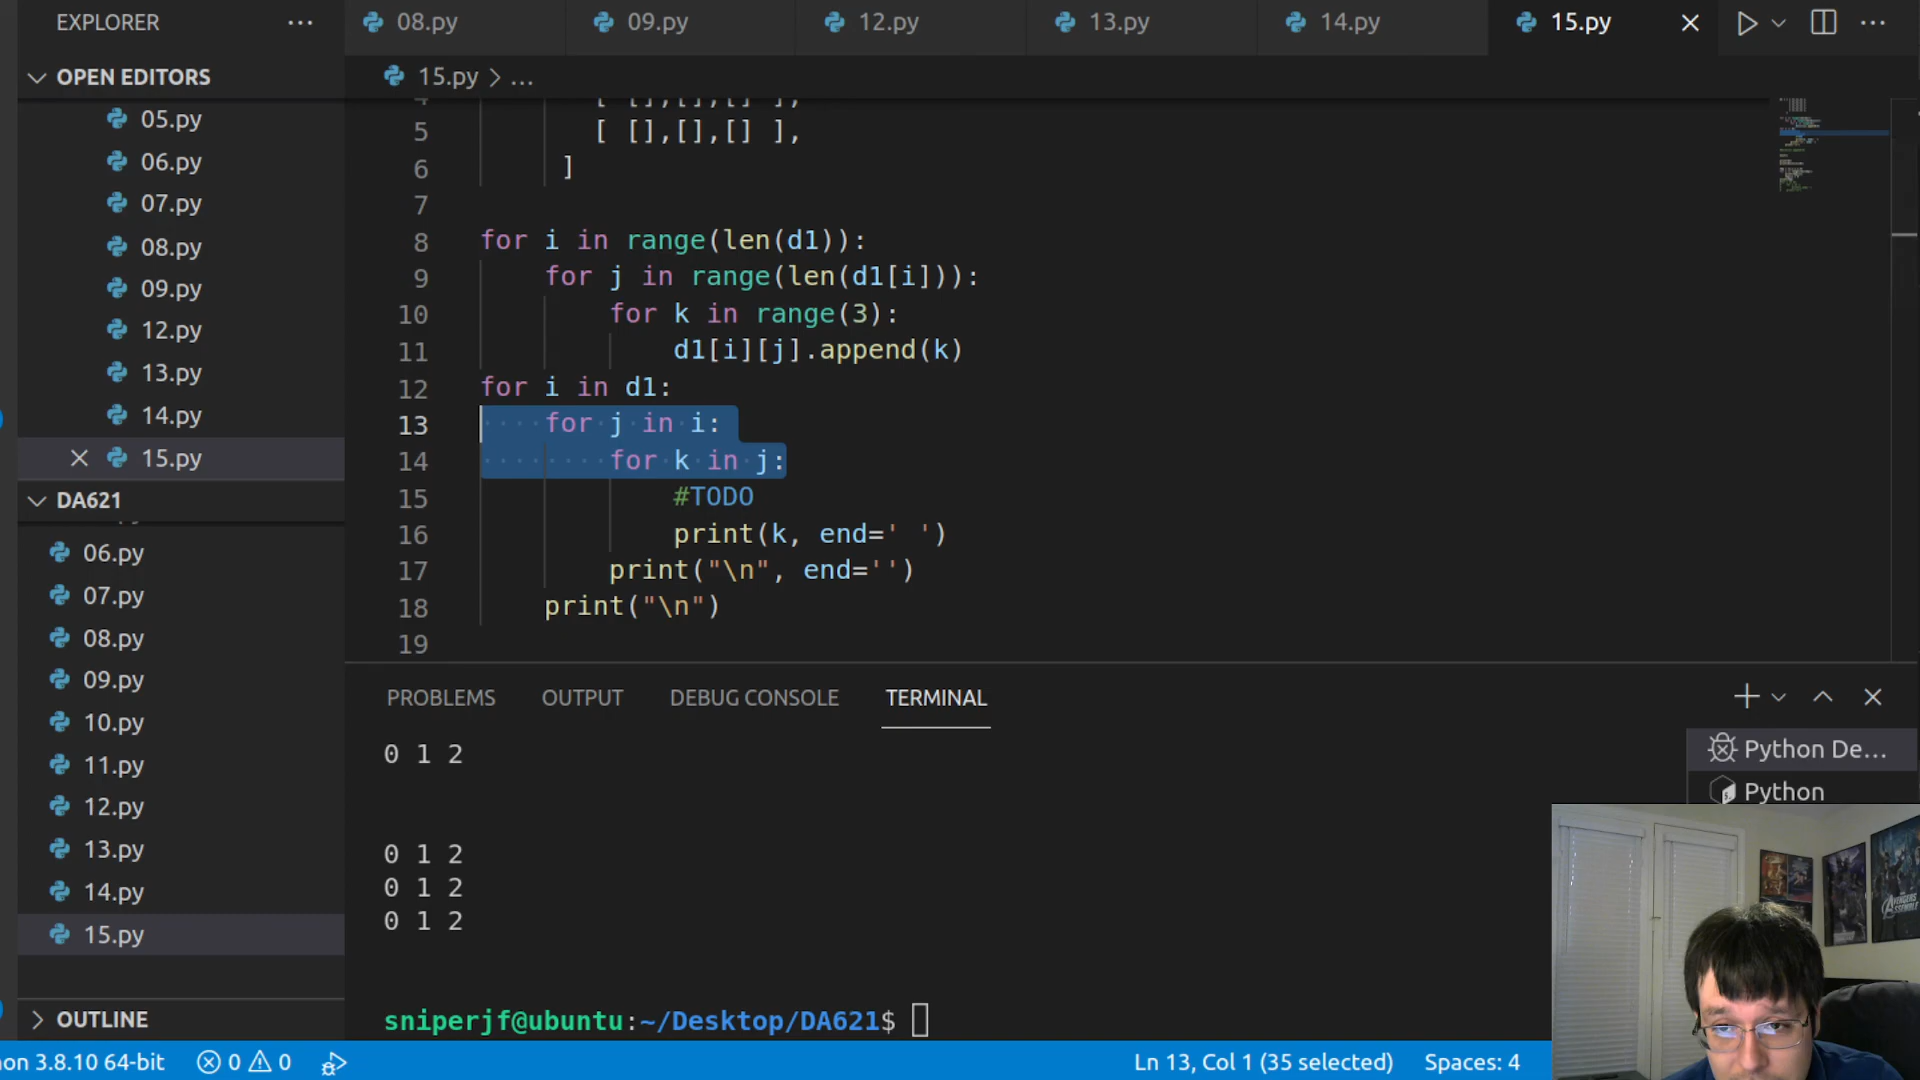 EXPLORER ...
08.py 09.py 12.py 13.py 14.py 15.py
OPEN EDITORS
15.py > ...
05.py
06.py
07.py
08.py
09.py
12.py
13.py
14.py
15.py
DA621
06.py
07.py
08.py
09.py
10.py
11.py
12.py
13.py
14.py
15.py
OUTLINE
4 [ [],[],[] ],
5 [ [],[],[] ],
6 ]
7
8 for i in range(len(d1)):
9 for j in range(len(d1[i])):
10 for k in range(3):
11 d1[i][j].append(k)
12 for i in d1:
13 for j in i:
14 for k in j:
15 #TODO
16 print(k, end=' ')
17 print("\n", end='')
18 print("\n")
19
PROBLEMS OUTPUT DEBUG CONSOLE TERMINAL
0 1 2
0 1 2
0 1 2
0 1 2
sniperjf@ubuntu:~/Desktop/DA621$
Python De...
Python
AVENGERS
ASSEMBLE
on 3.8.10 64-bit 0 0 Ln 13, Col 1 (35 selected) Spaces: 4